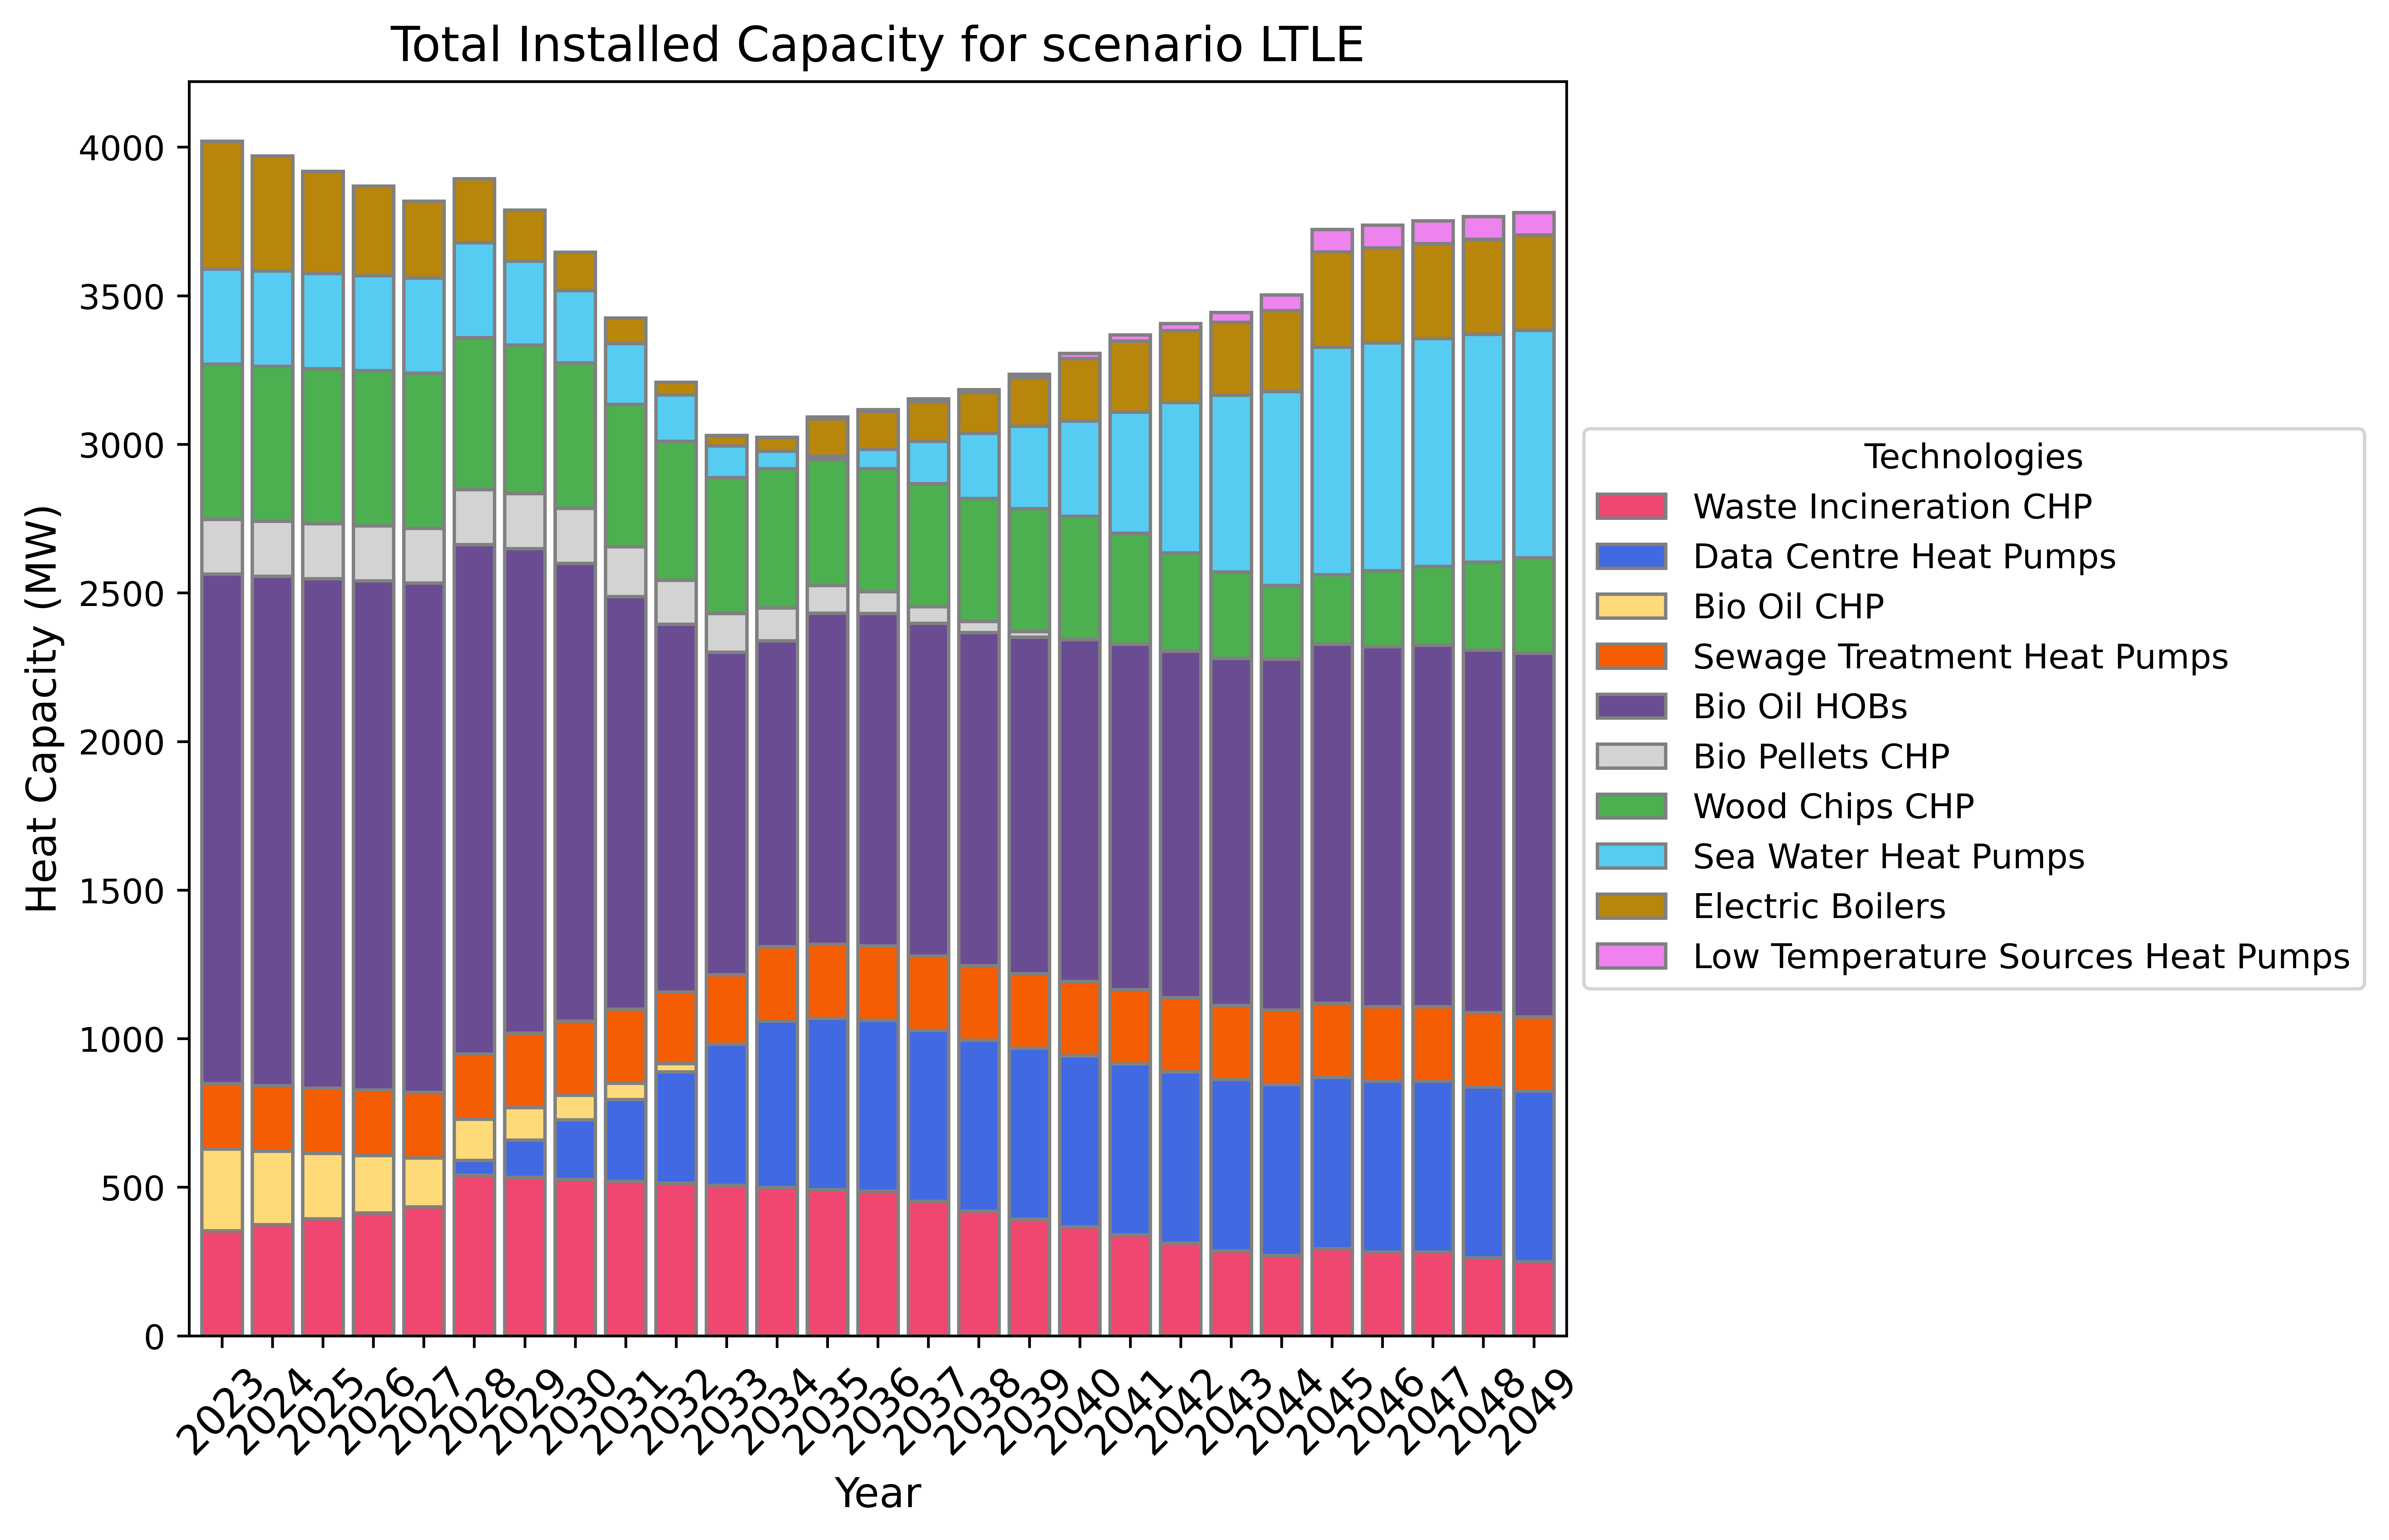 Total Installed Capacity for scenario LTLE
Heat Capacity (MW)
4000
3500
3000
2500
2000
1500
1000
500
0
2023
2024
2025
2026
2027
2028
2029
2030
2031
2032
2033
2034
2035
2036
2037
2038
2039
2040
2041
2042
2043
2044
2045
2046
2047
2048
2049
Year
Technologies
Waste Incineration CHP
Data Centre Heat Pumps
Bio Oil CHP
Sewage Treatment Heat Pumps
Bio Oil HOBs
Bio Pellets CHP
Wood Chips CHP
Sea Water Heat Pumps
Electric Boilers
Low Temperature Sources Heat Pumps